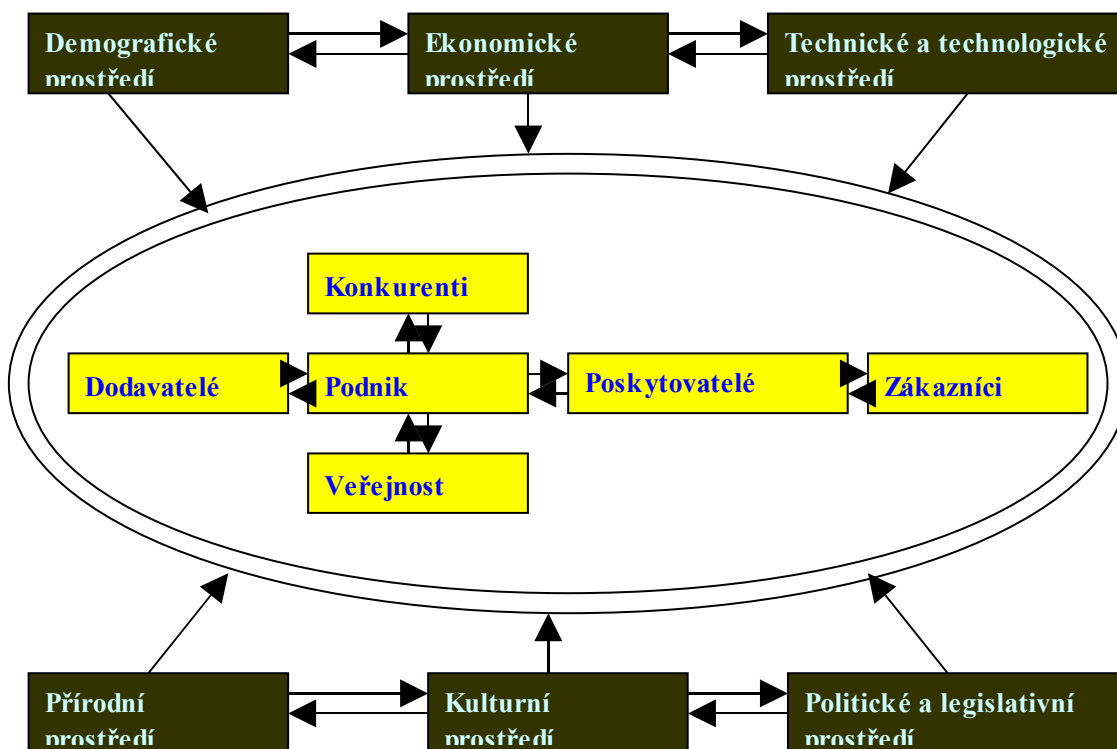 Demografické
prostředí
Ekonomické
prostředí
Technické a technologické
prostředí
Konkurenti
Dodavatelé
Podnik
Poskytovatelé
Zákazníci
Veřejnost
Přírodní
prostředí
Kulturní
prostředí
Politické a legislativní
prostředí